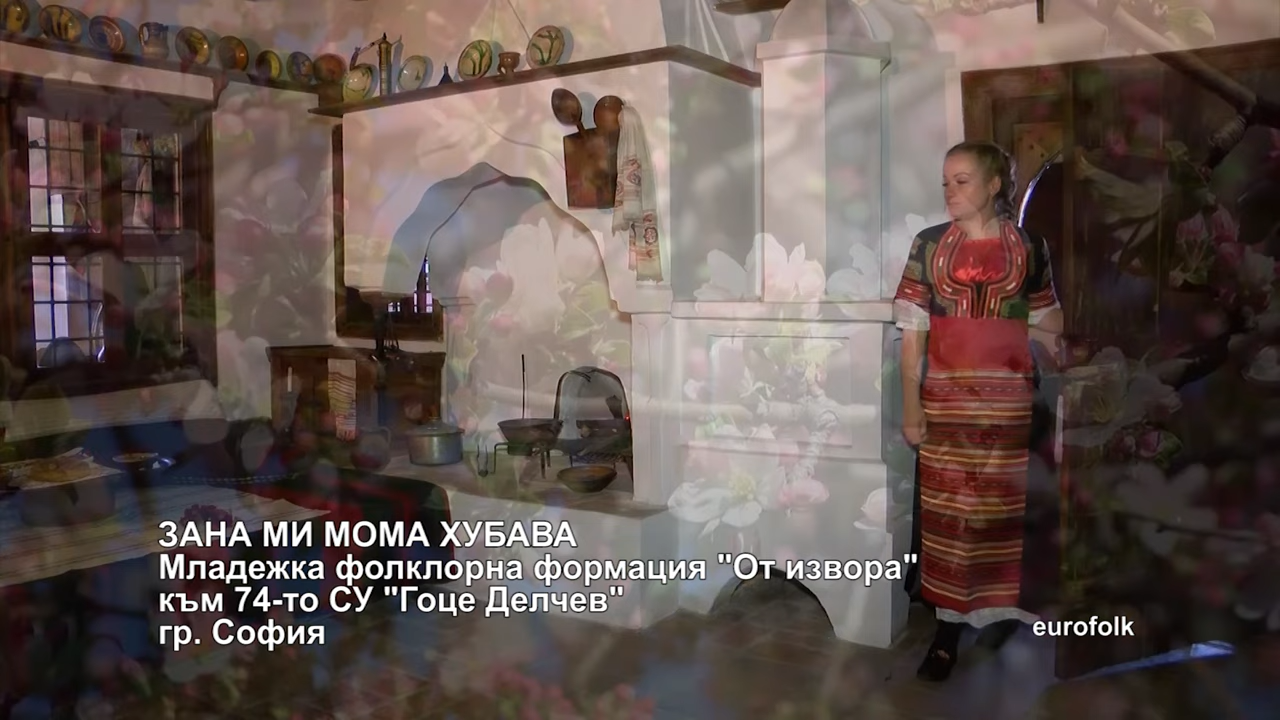 ЗАНА МИ МОМА ХУБАВА
Младежка фолклорна формация "От извора"
към 74-то СУ "Гоце Делчев"
гр. София
eurofolk